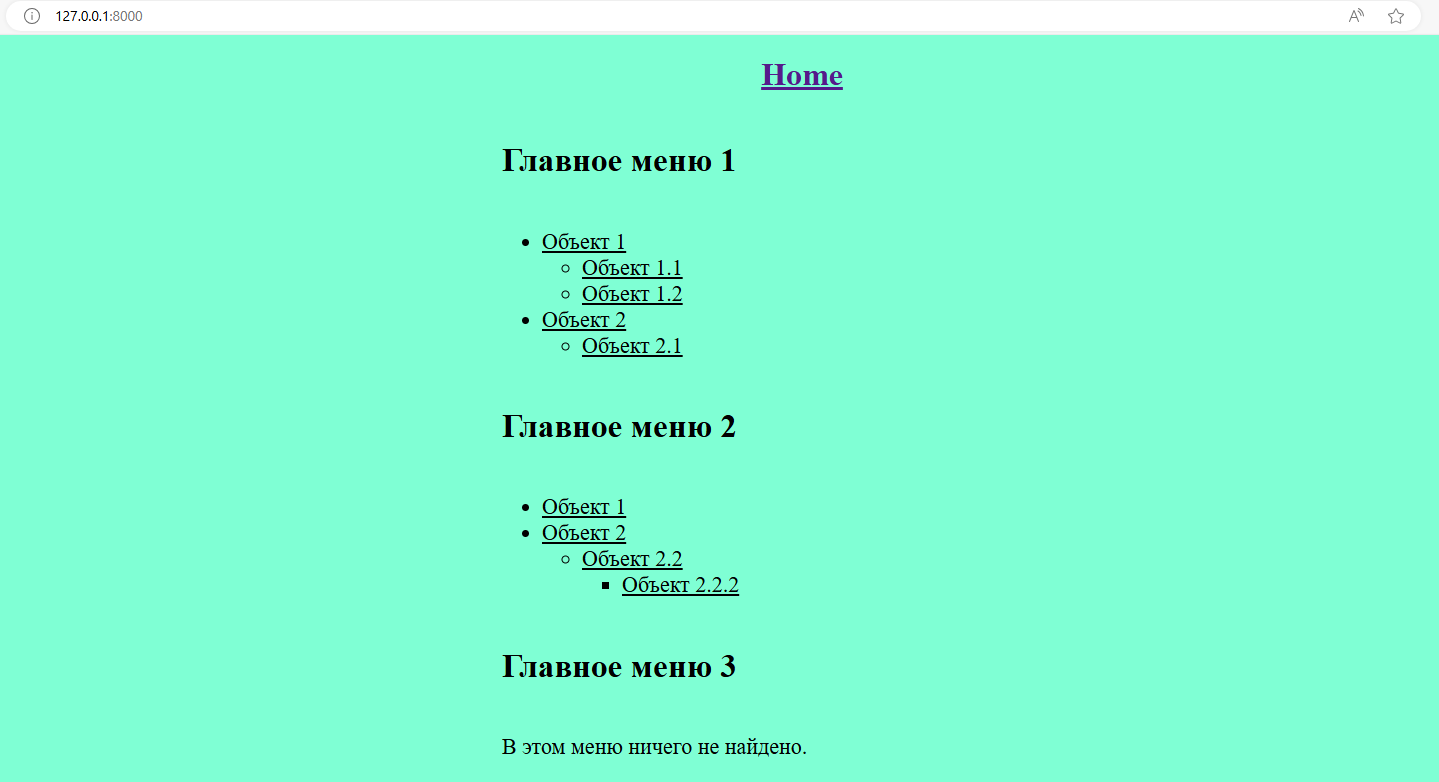 127.0.0.1:8000
Home
Главное меню 1
Объект 1
Объект 1.1
Объект 1.2
Объект 2
Объект 2.1
Главное меню 2
Объект 1
Объект 2
Объект 2.2
Объект 2.2.2
Главное меню 3
В этом меню ничего не найдено.